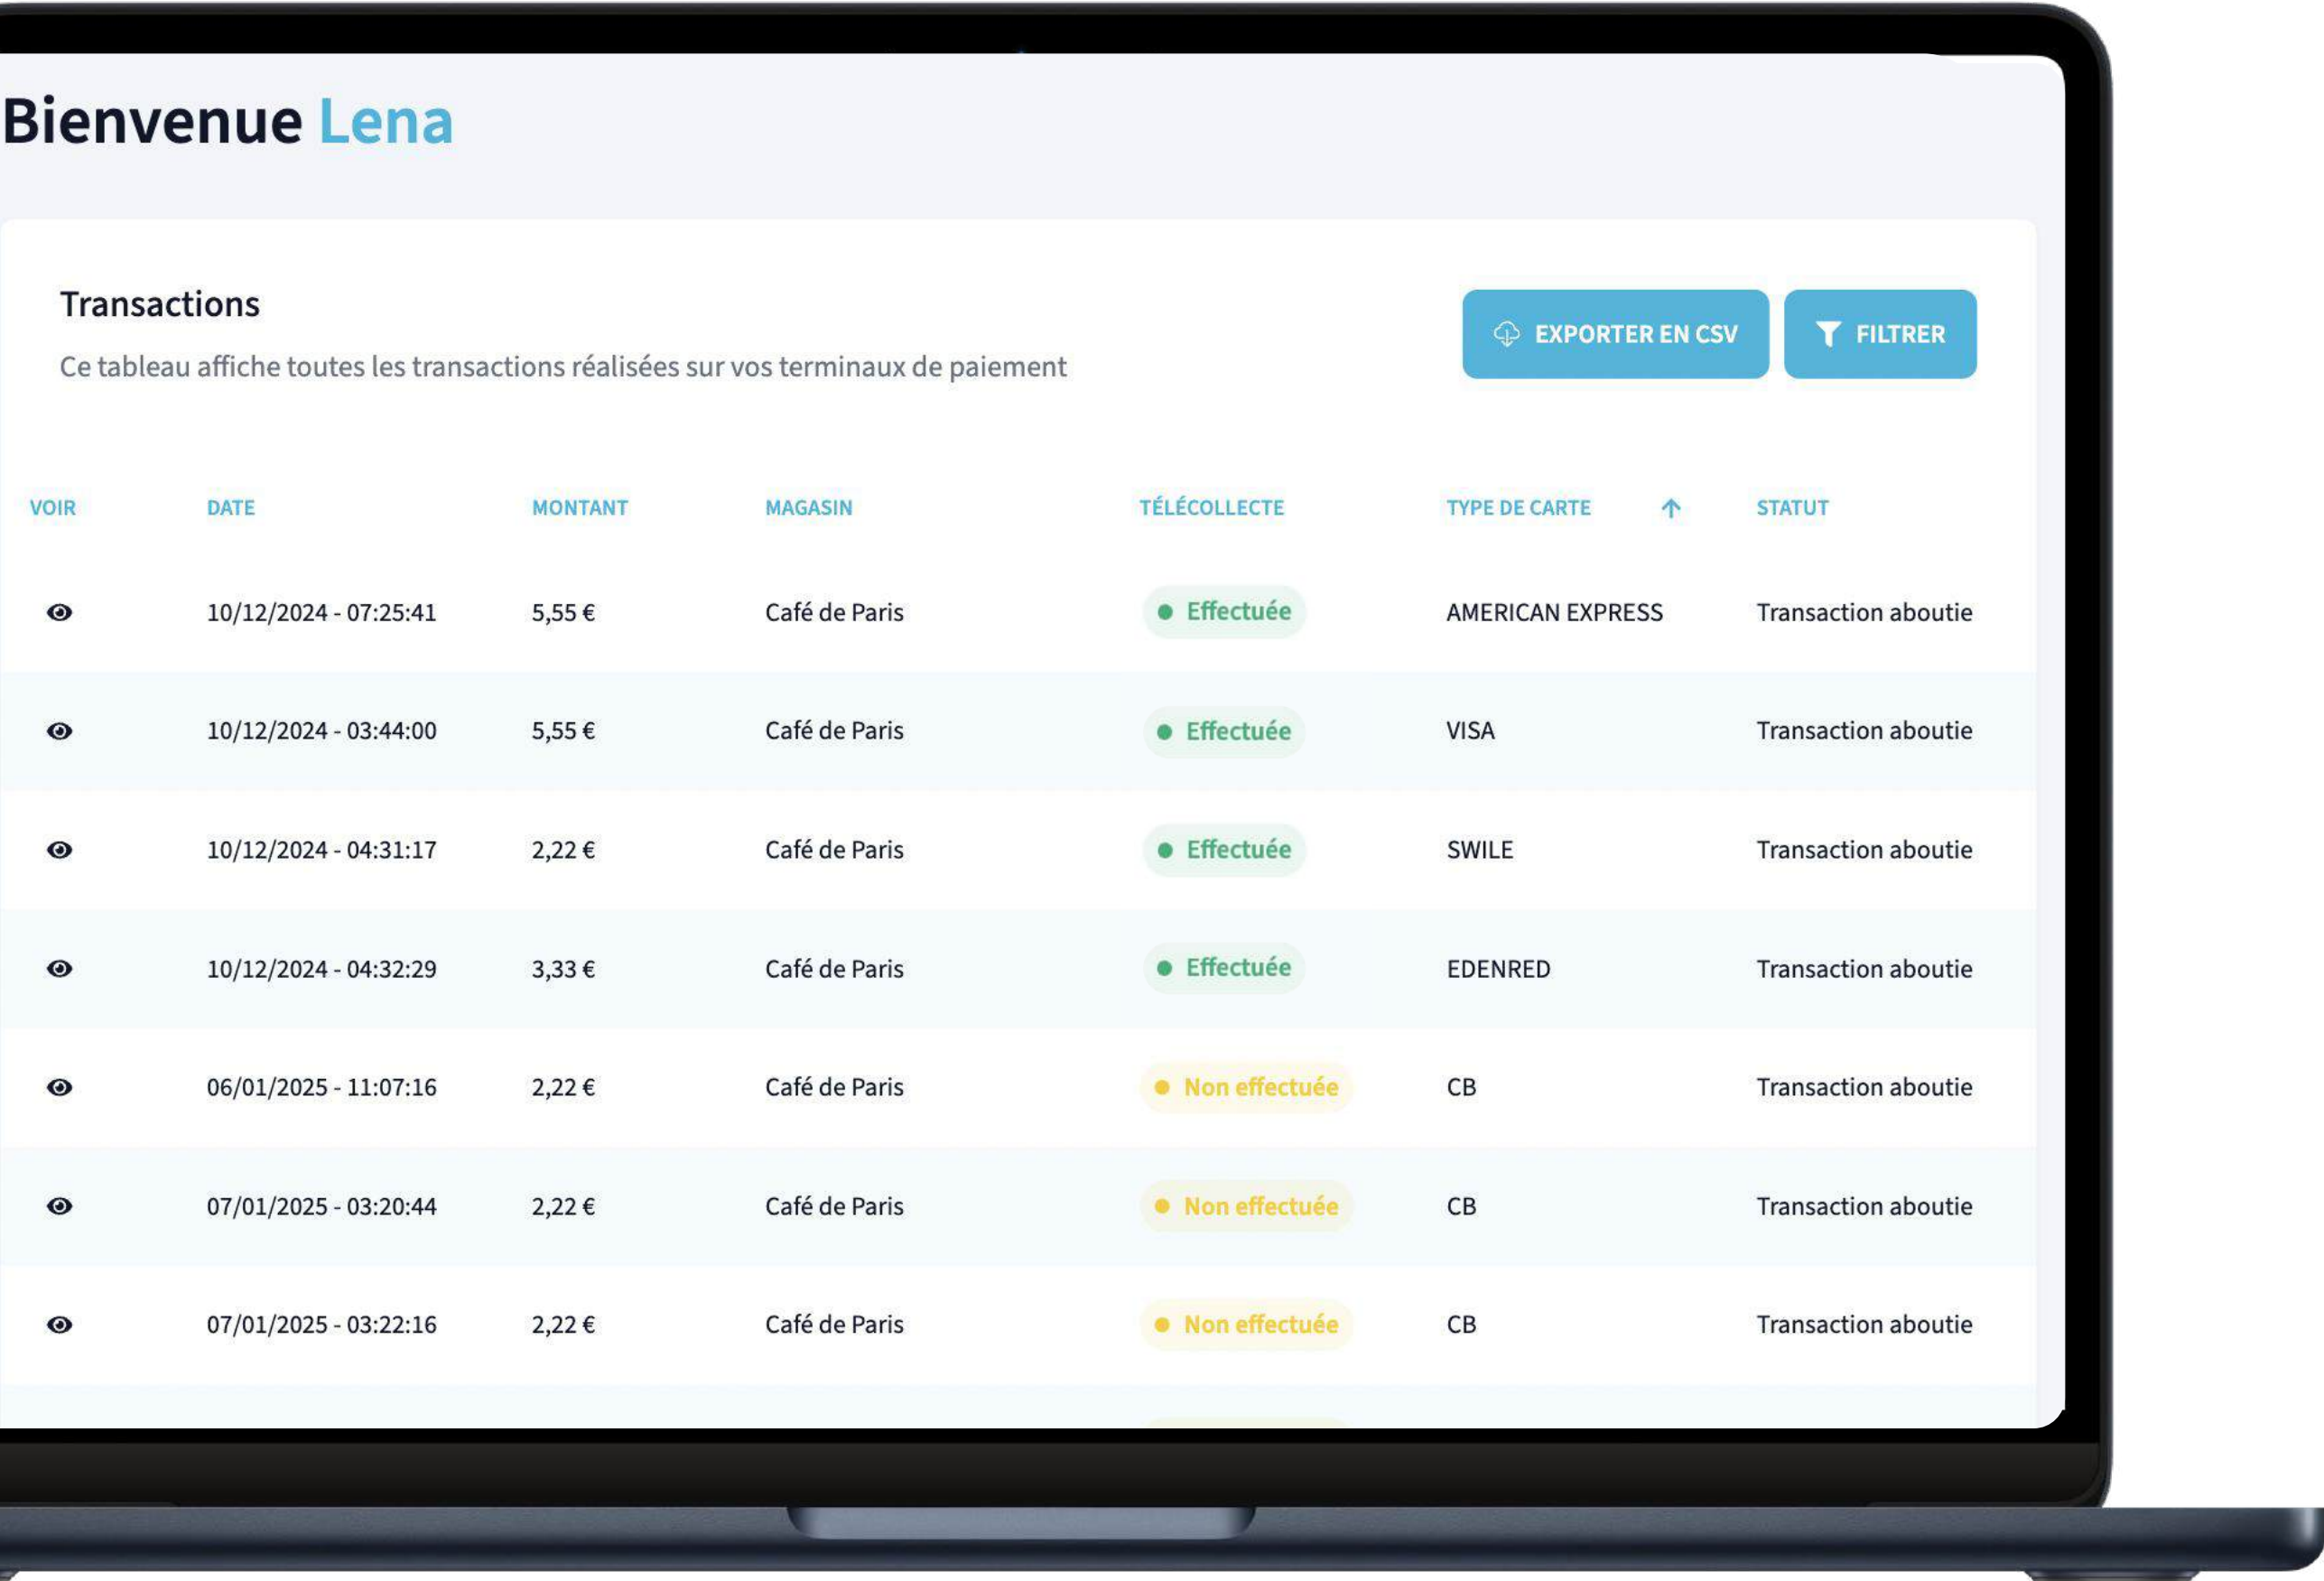 Bienvenue Lena
Transactions
Ce tableau affiche toutes les transactions réalisées sur vos terminaux de paiement
EXPORTER EN CSV
FILTRER
VOIR DATE MONTANT MAGASIN TÉLÉCOLLECTE TYPE DE CARTE STATUT
10/12/2024 - 07:25:41 5,55 € Café de Paris Effectuée AMERICAN EXPRESS Transaction aboutie
10/12/2024 - 03:44:00 5,55 € Café de Paris Effectuée VISA Transaction aboutie
10/12/2024 - 04:31:17 2,22 € Café de Paris Effectuée SWILE Transaction aboutie
10/12/2024 - 04:32:29 3,33 € Café de Paris Effectuée EDENRED Transaction aboutie
06/01/2025 - 11:07:16 2,22 € Café de Paris Non effectuée CB Transaction aboutie
07/01/2025 - 03:20:44 2,22 € Café de Paris Non effectuée CB Transaction aboutie
07/01/2025 - 03:22:16 2,22 € Café de Paris Non effectuée CB Transaction aboutie